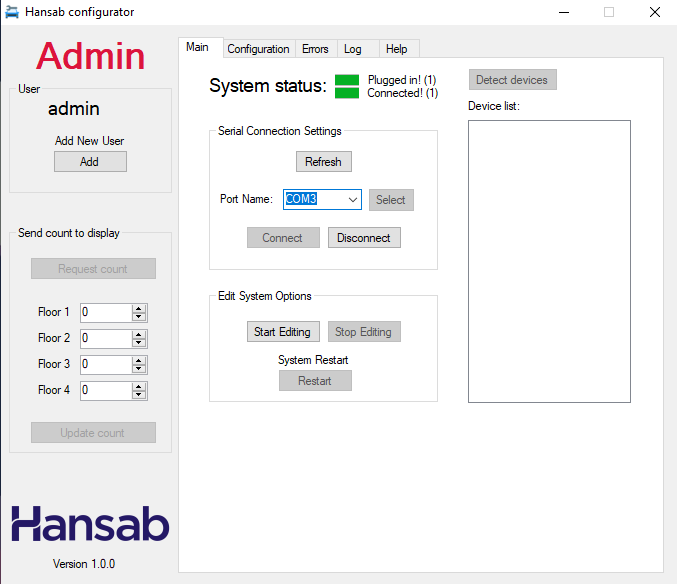 Hansab configurator
Admin
User
admin
Add New User
Add
Send count to display
Request count
Floor 1 0
Floor 2 0
Floor 3 0
Floor 4 0
Update count
Hansab
Version 1.0.0
Main Configuration Errors Log Help
System status: Plugged in! (1)
Connected! (1)
Serial Connection Settings
Refresh
Port Name: COM3 Select
Connect Disconnect
Edit System Options
Start Editing Stop Editing
System Restart
Restart
Detect devices
Device list: